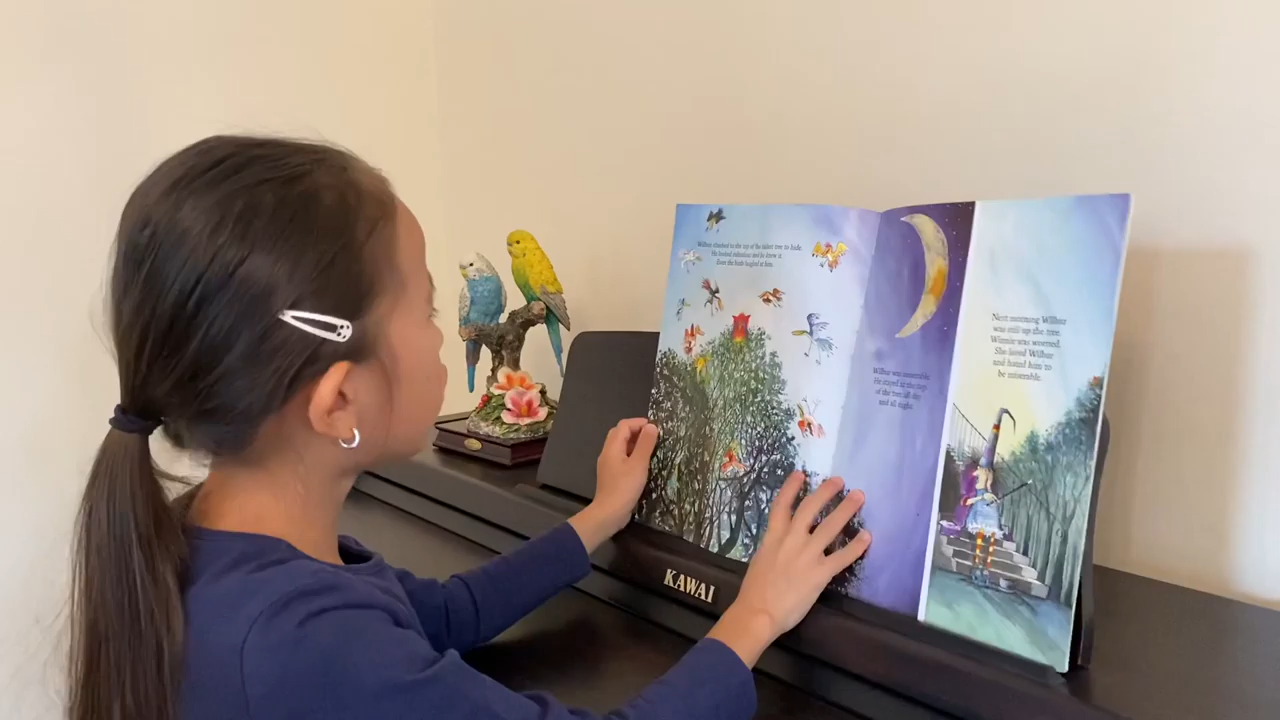 Wilbur climbed to the top of the tallest tree to hide.
He looked ridiculous and he knew it.
Even the birds laughed at him.
Wilbur was miserable.
He stayed at the top
of the tree all day
and all night.
Next morning Wilbur
was still up the tree.
Winnie was worried.
She loved Wilbur
and hated him to
be miserable.
KAWAI